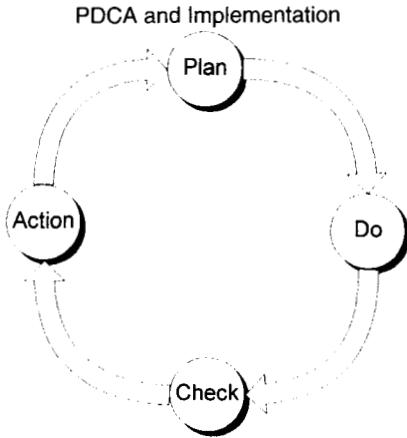 PDCA and Implementation
Plan
Do
Check
Action